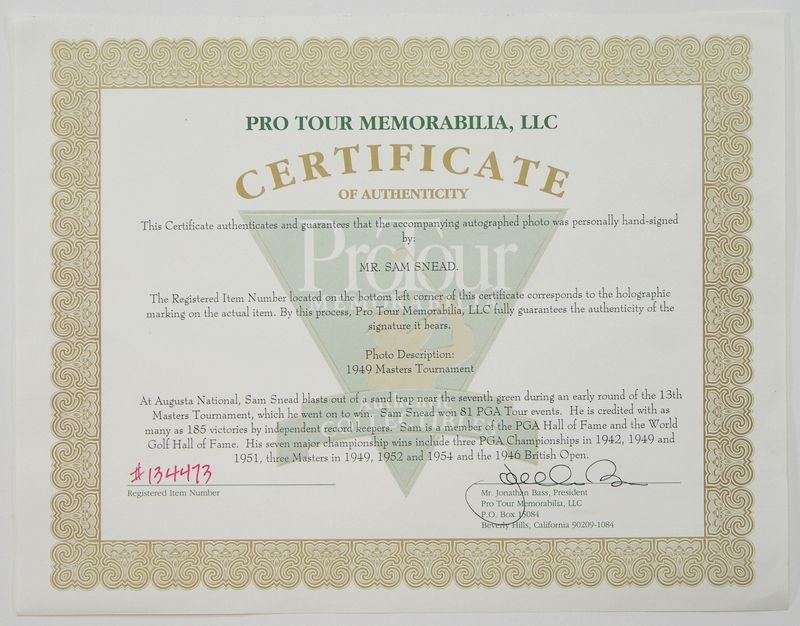 PRO TOUR MEMORABILIA, LLC
CERTIFICATE
OF AUTHENTICITY
This Certificate authenticates and guarantees that the accompanying autographed photo was personally hand-signed
by:
MR. SAM SNEAD.
The Registered Item Number located on the bottom left corner of this certificate corresponds to the holographic
marking on the actual item. By this process, Pro Tour Memorabilia, LLC fully guarantees the authenticity of the
signature it bears.
Photo Description:
1949 Masters Tournament
At Augusta National, Sam Snead blasts out of a sand trap near the seventh green during an early round of the 13th
Masters Tournament, which he went on to win. Sam Snead won 81 PGA Tour events. He is credited with as
many as 185 victories by independent record keepers. Sam is a member of the PGA Hall of Fame and the World
Golf Hall of Fame. His seven major championship wins include three PGA Championships in 1942, 1949 and
1951, three Masters in 1949, 1952 and 1954 and the 1946 British Open.
#134473
Registered Item Number
Mr. Jonathan Bass, President
Pro Tour Memorabilia, LLC
P.O. Box 15084
Beverly Hills, California 90209-1084
ProTour
MEMORABILIA